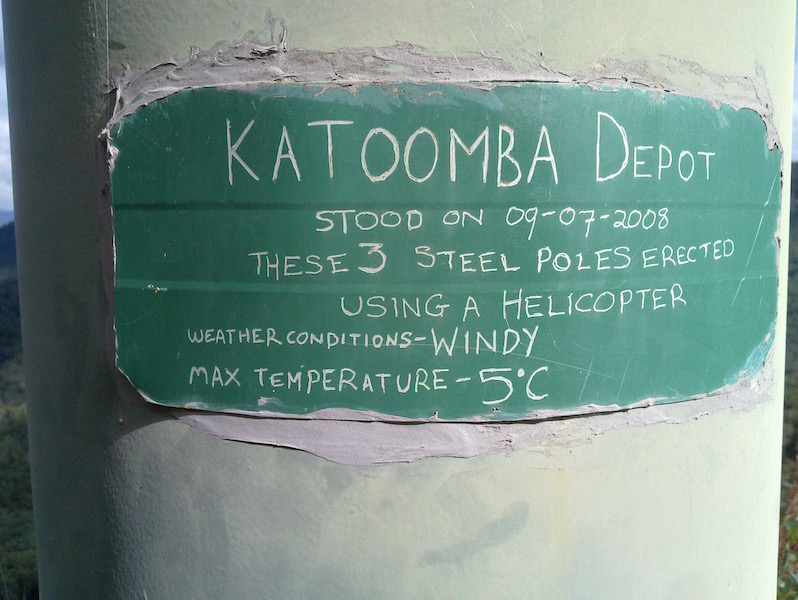 KATOOMBA DEPOT
STOOD ON 09-07-2008
THESE 3 STEEL POLES ERECTED
USING A HELICOPTER
WEATHER CONDITIONS-WINDY
MAX TEMPERATURE-5°C